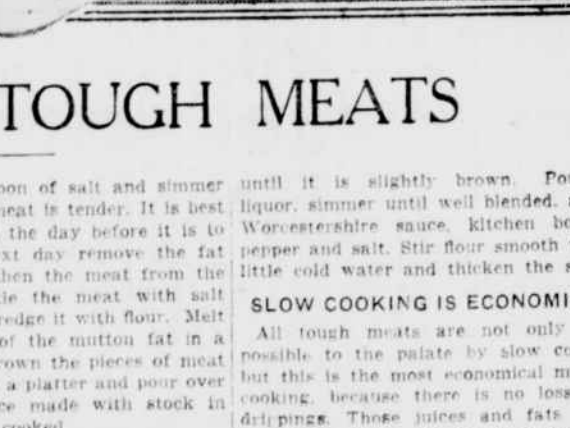 TOUGH MEATS
oon of salt and simmer
meat is tender. It is best
the day before it is to
ext day remove the fat
then the meat from the
le the meat with salt
redge it with flour. Melt
of the mutton fat in a
rown the pieces of meat
a platter and pour over
ce made with stock in
cooked.
until it is slightly brown. Pou
liquor, simmer until well blended,
Worcestershire sauce, kitchen bo
pepper and salt. Stir flour smooth
little cold water and thicken the s
SLOW COOKING IS ECONOMI
All tough meats are not only
possible to the palate by slow co
but this is the most economical m
cooking, because there is no loss
drippings. Those juices and fats